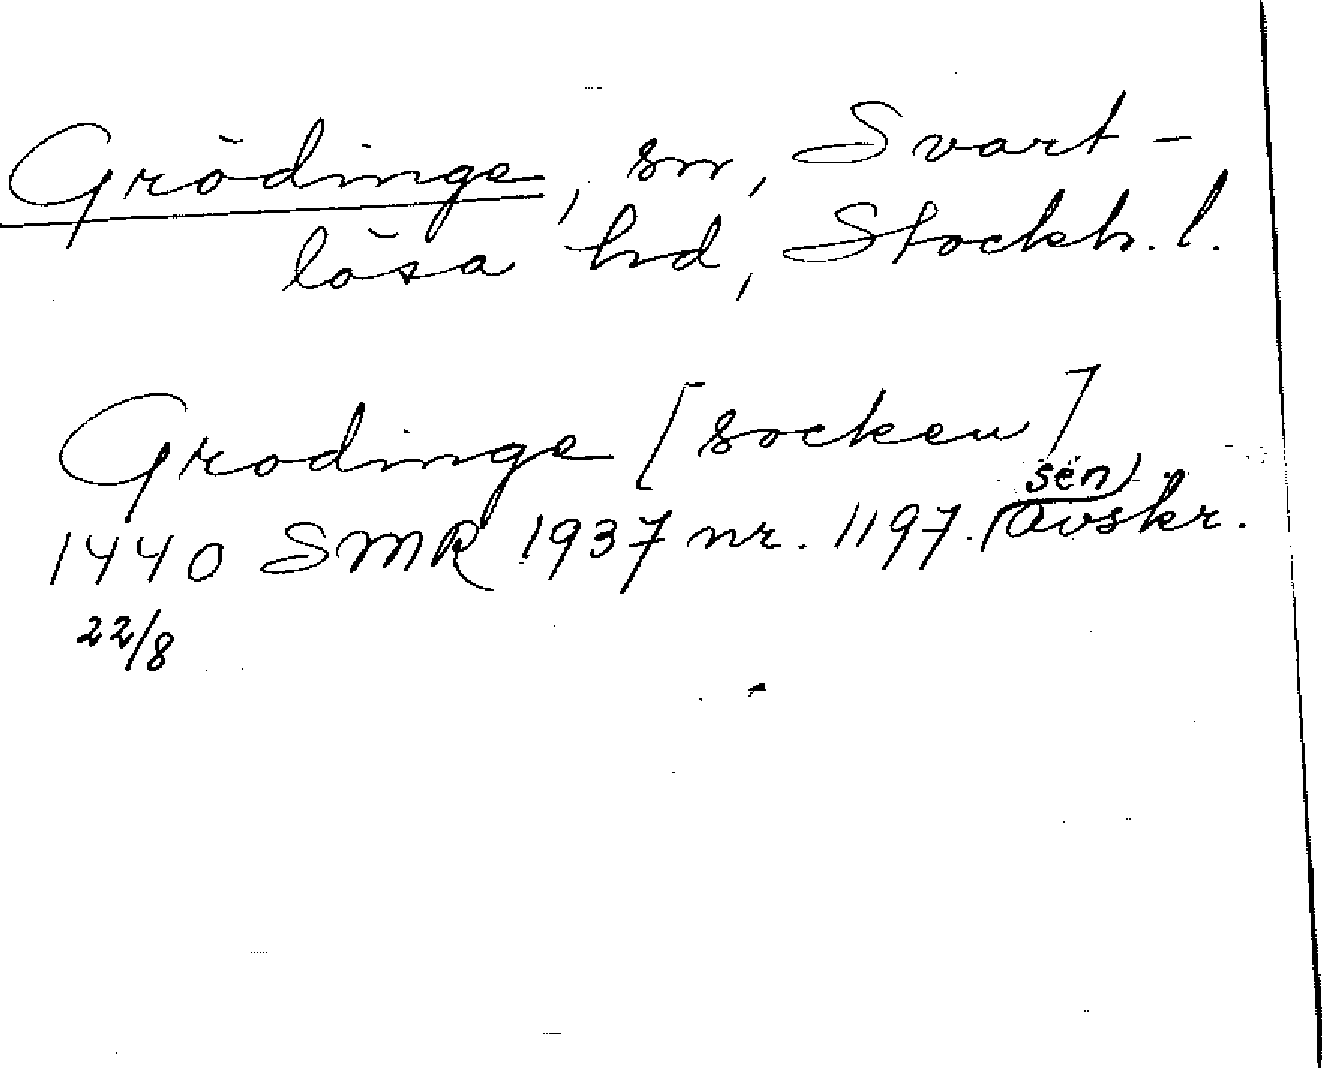 Grödinge, sn, Svart-
lösa hd, Stockh. l.
Grodinge [socken]
sen
1440 SMR 1937 nr. 1197. (avskr.)
22/8